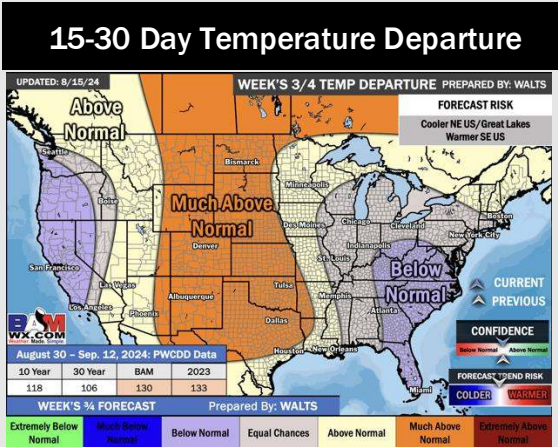 15-30 Day Temperature Departure
UPDATED: 8/15/24
WEEK'S 3/4 TEMP DEPARTURE PREPARED BY: WALTS
FORECAST RISK
Cooler NE US/Great Lakes
Warmer SE US
Above
Normal
Seattle
Bismarck
Minneapolis
Boise
Much Above
Normal
Boston
Chicago
Cleveland
New York City
Des Moines
Denver
Indianapolis
St. Louis
San Francisco
Below
Normal
CURRENT
PREVIOUS
Las Vegas
Tulsa
Memphis
Los Angeles
Albuquerque
Atlanta
Phoenix
Dallas
Houston
New Orleans
Miami
BAM
WX.COM
Weather Made Simple
CONFIDENCE
Below Normal
Above Normal
FORECAST TREND RISK
COLDER
WARMER
August 30 – Sep. 12, 2024: PWCDD Data
10 Year 30 Year BAM 2023
118 106 130 133
WEEK'S ¾ FORECAST Prepared By: WALTS
Extremely Below Normal
Much Below Normal
Below Normal
Equal Chances
Above Normal
Much Above Normal
Extremely Above Normal